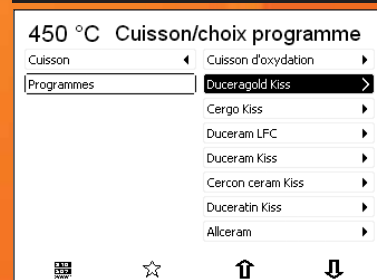 450 °C Cuisson/choix programme
Cuisson
Programmes
Cuisson d'oxydation
Duceragold Kiss
Cergo Kiss
Duceram LFC
Duceram Kiss
Cercon ceram Kiss
Duceratin Kiss
Allceram